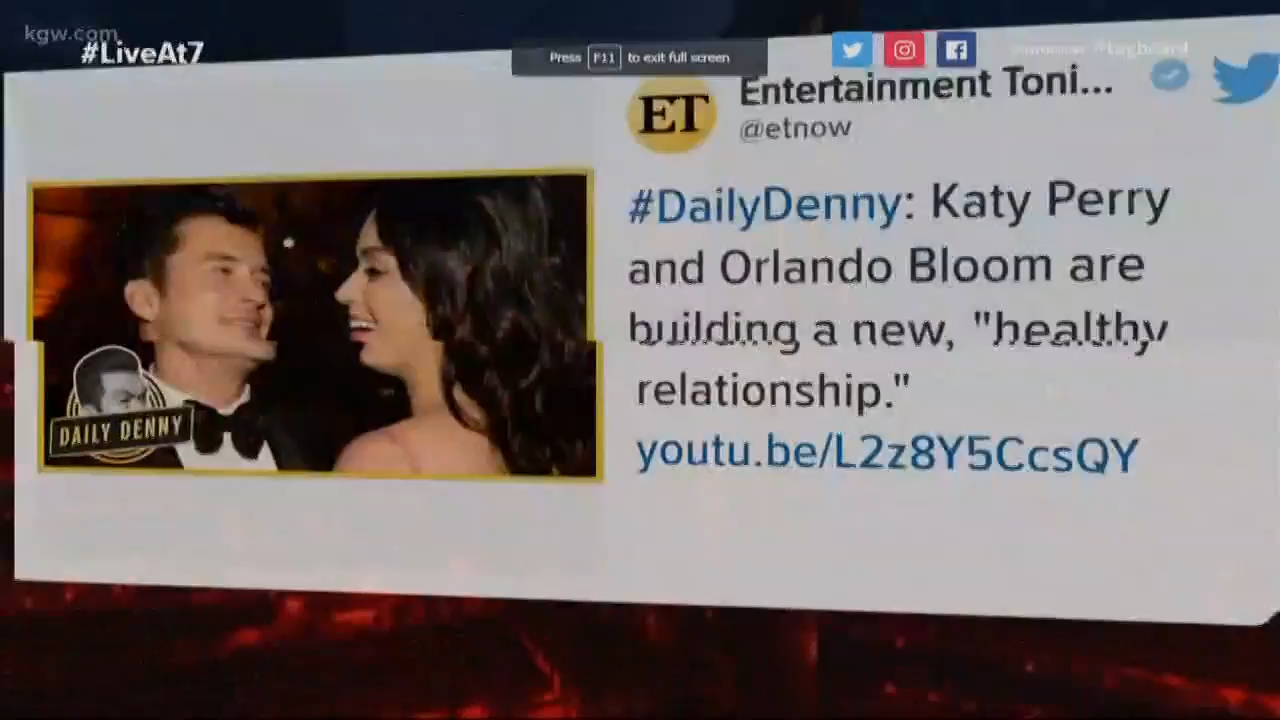 kgw.com
#LiveAt7
Press F11 to exit full screen
ET
Entertainment Toni...
@etnow
#DailyDenny: Katy Perry
and Orlando Bloom are
building a new, "healthy
relationship."
youtu.be/L2z8Y5CcsQY
DAILY DENNY